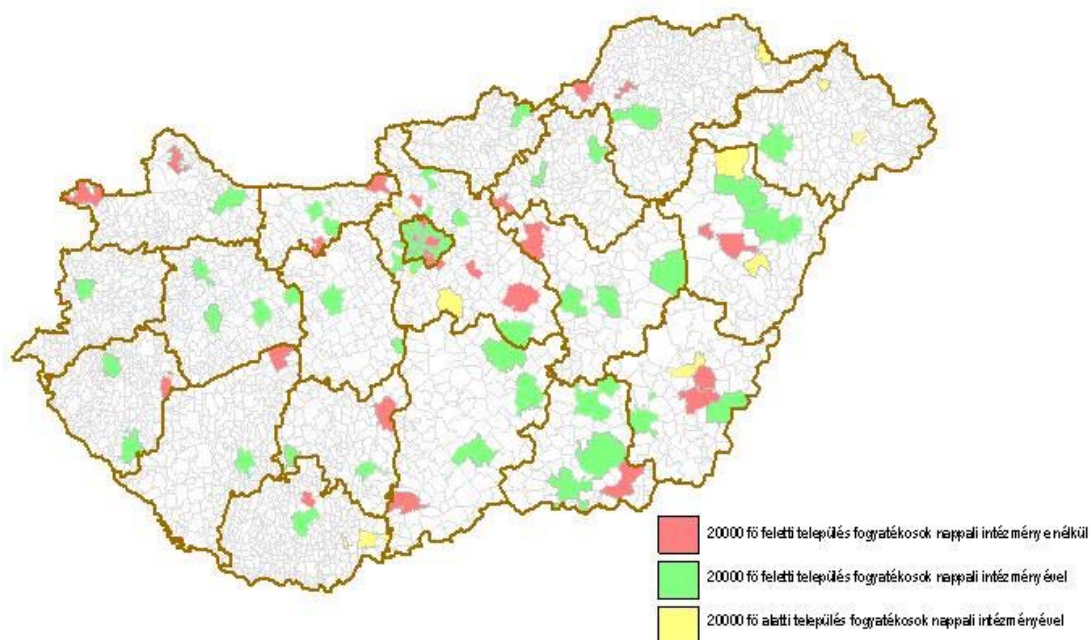 20000 fő feletti település fogyatékosok nappali intézménye nélkül
20000 fő feletti település fogyatékosok nappali intézményével
20000 fő alatti település fogyatékosok nappali intézményével